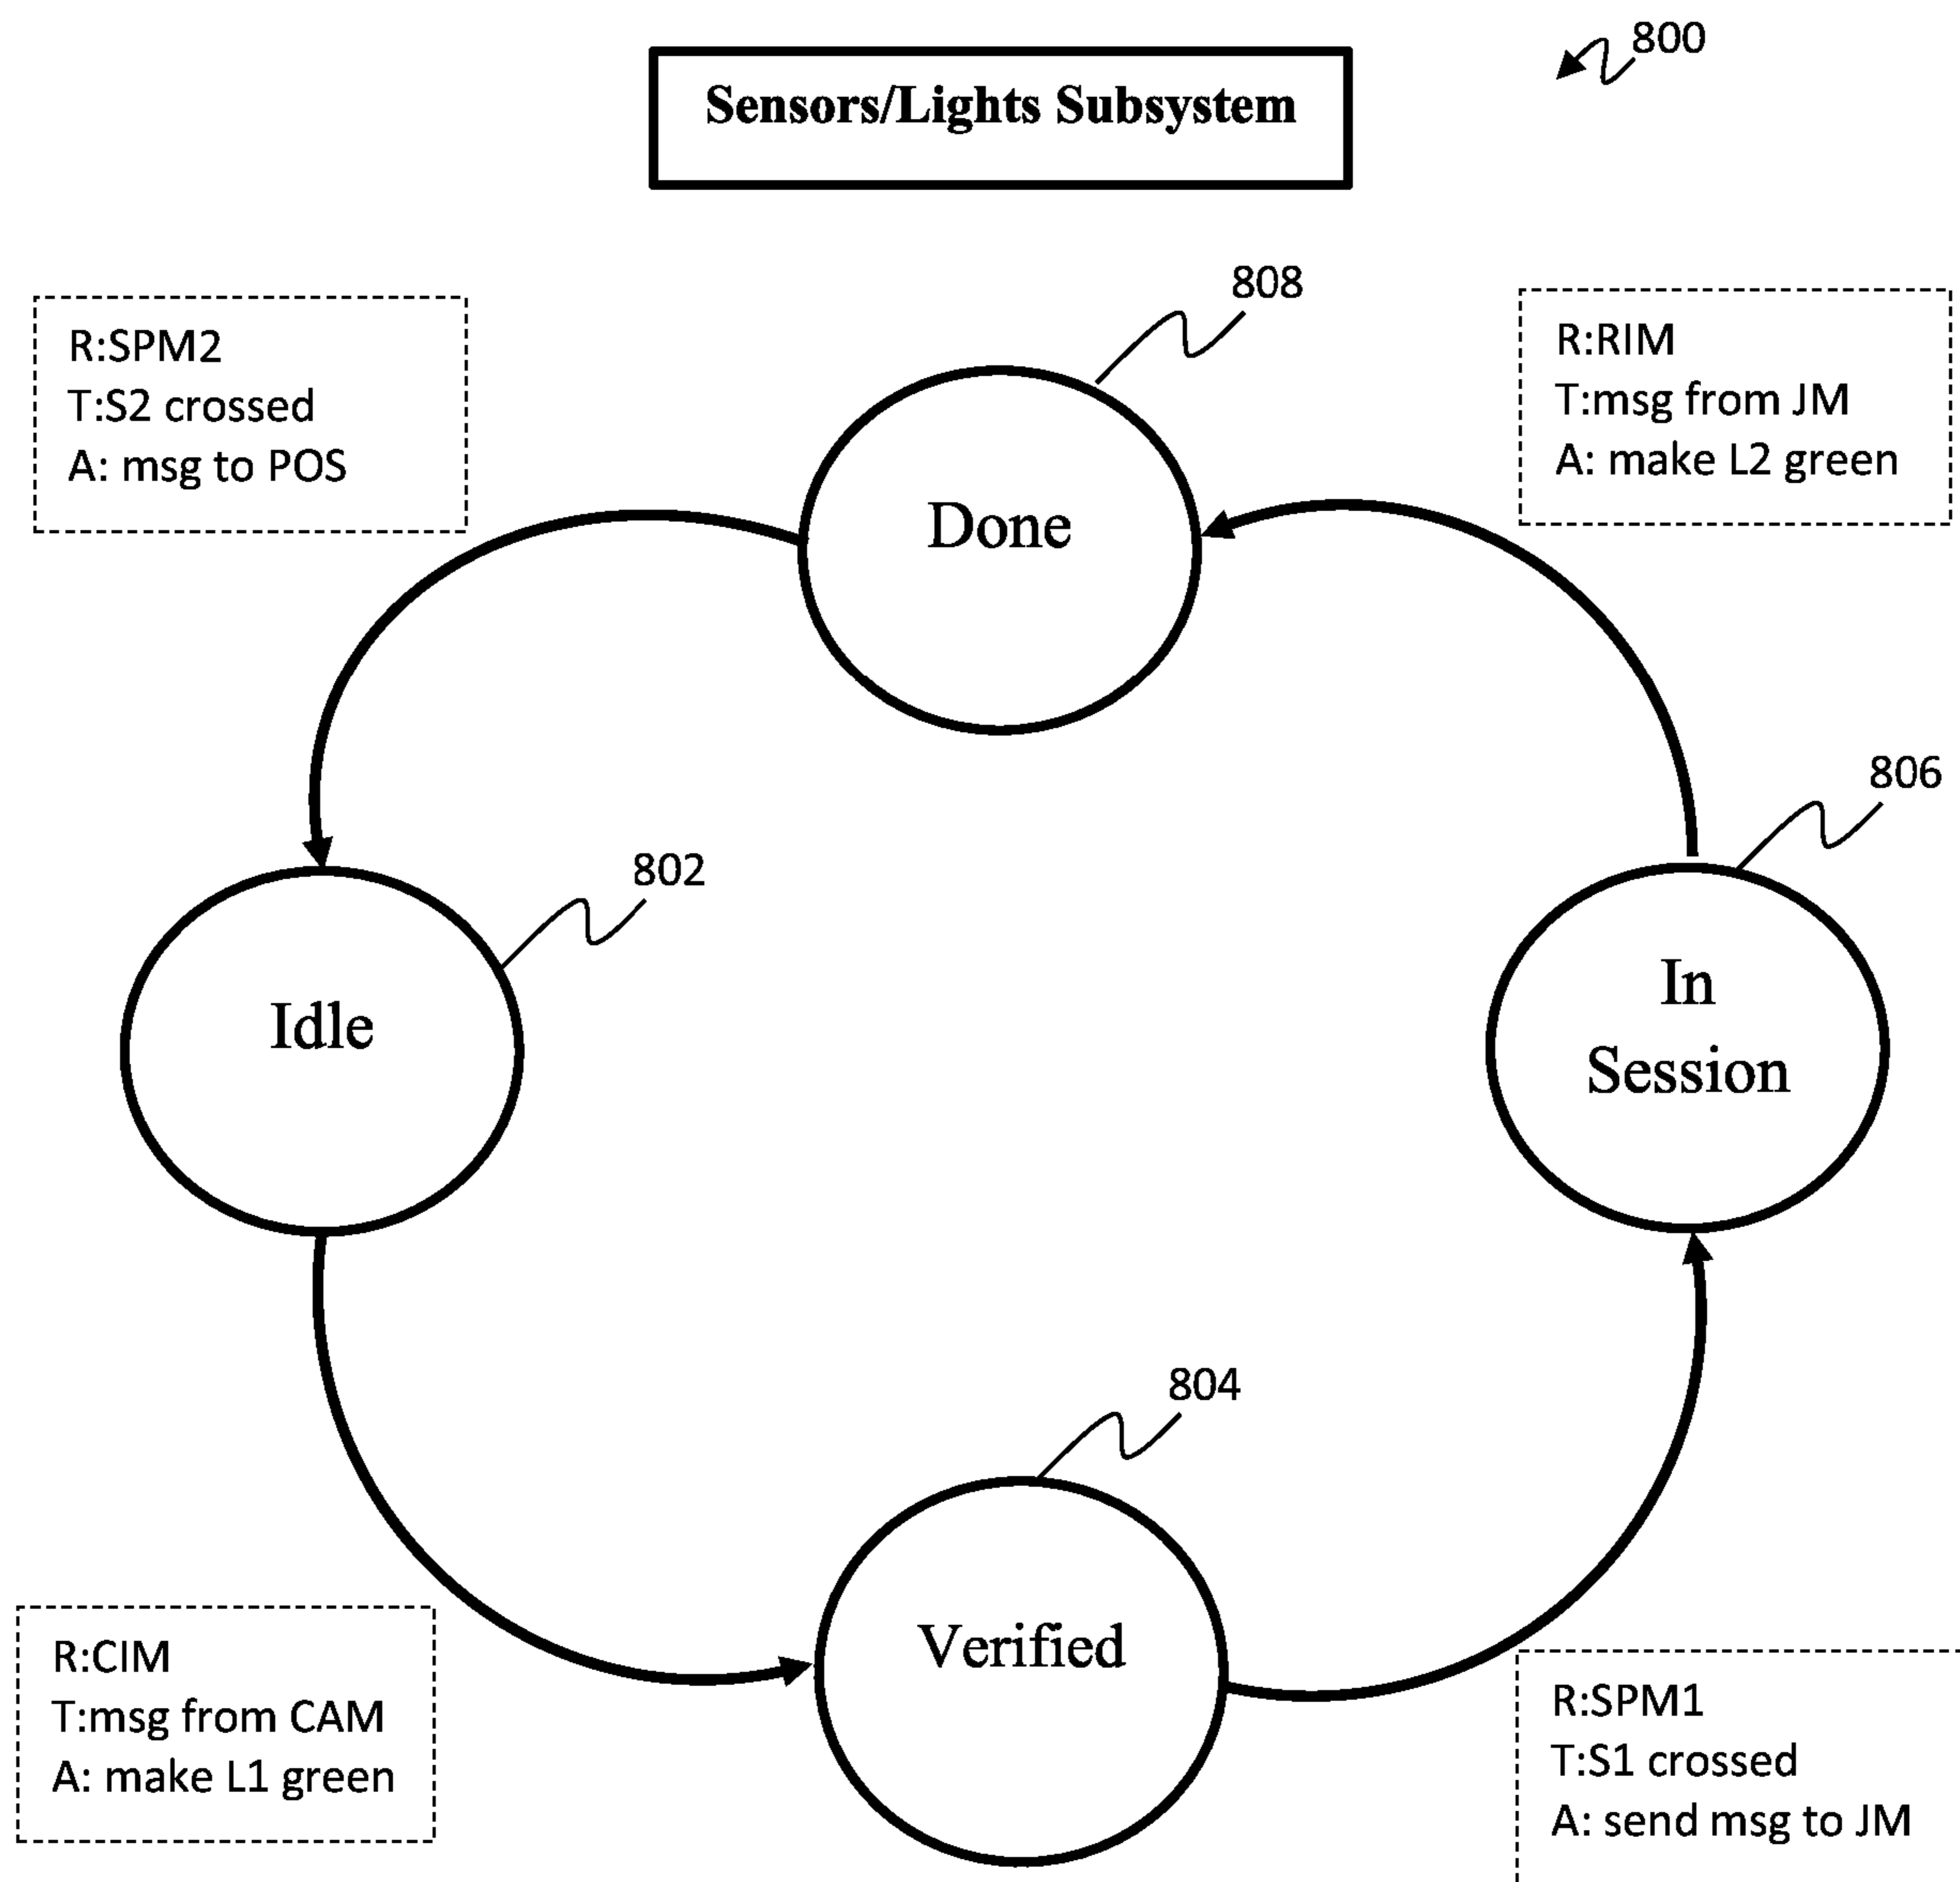 800
Sensors/Lights Subsystem
808
R:SPM2
T:S2 crossed
A: msg to POS
R:RIM
T:msg from JM
A: make L2 green
Done
806
802
Idle
In
Session
804
Verified
R:CIM
T:msg from CAM
A: make L1 green
R:SPM1
T:S1 crossed
A: send msg to JM